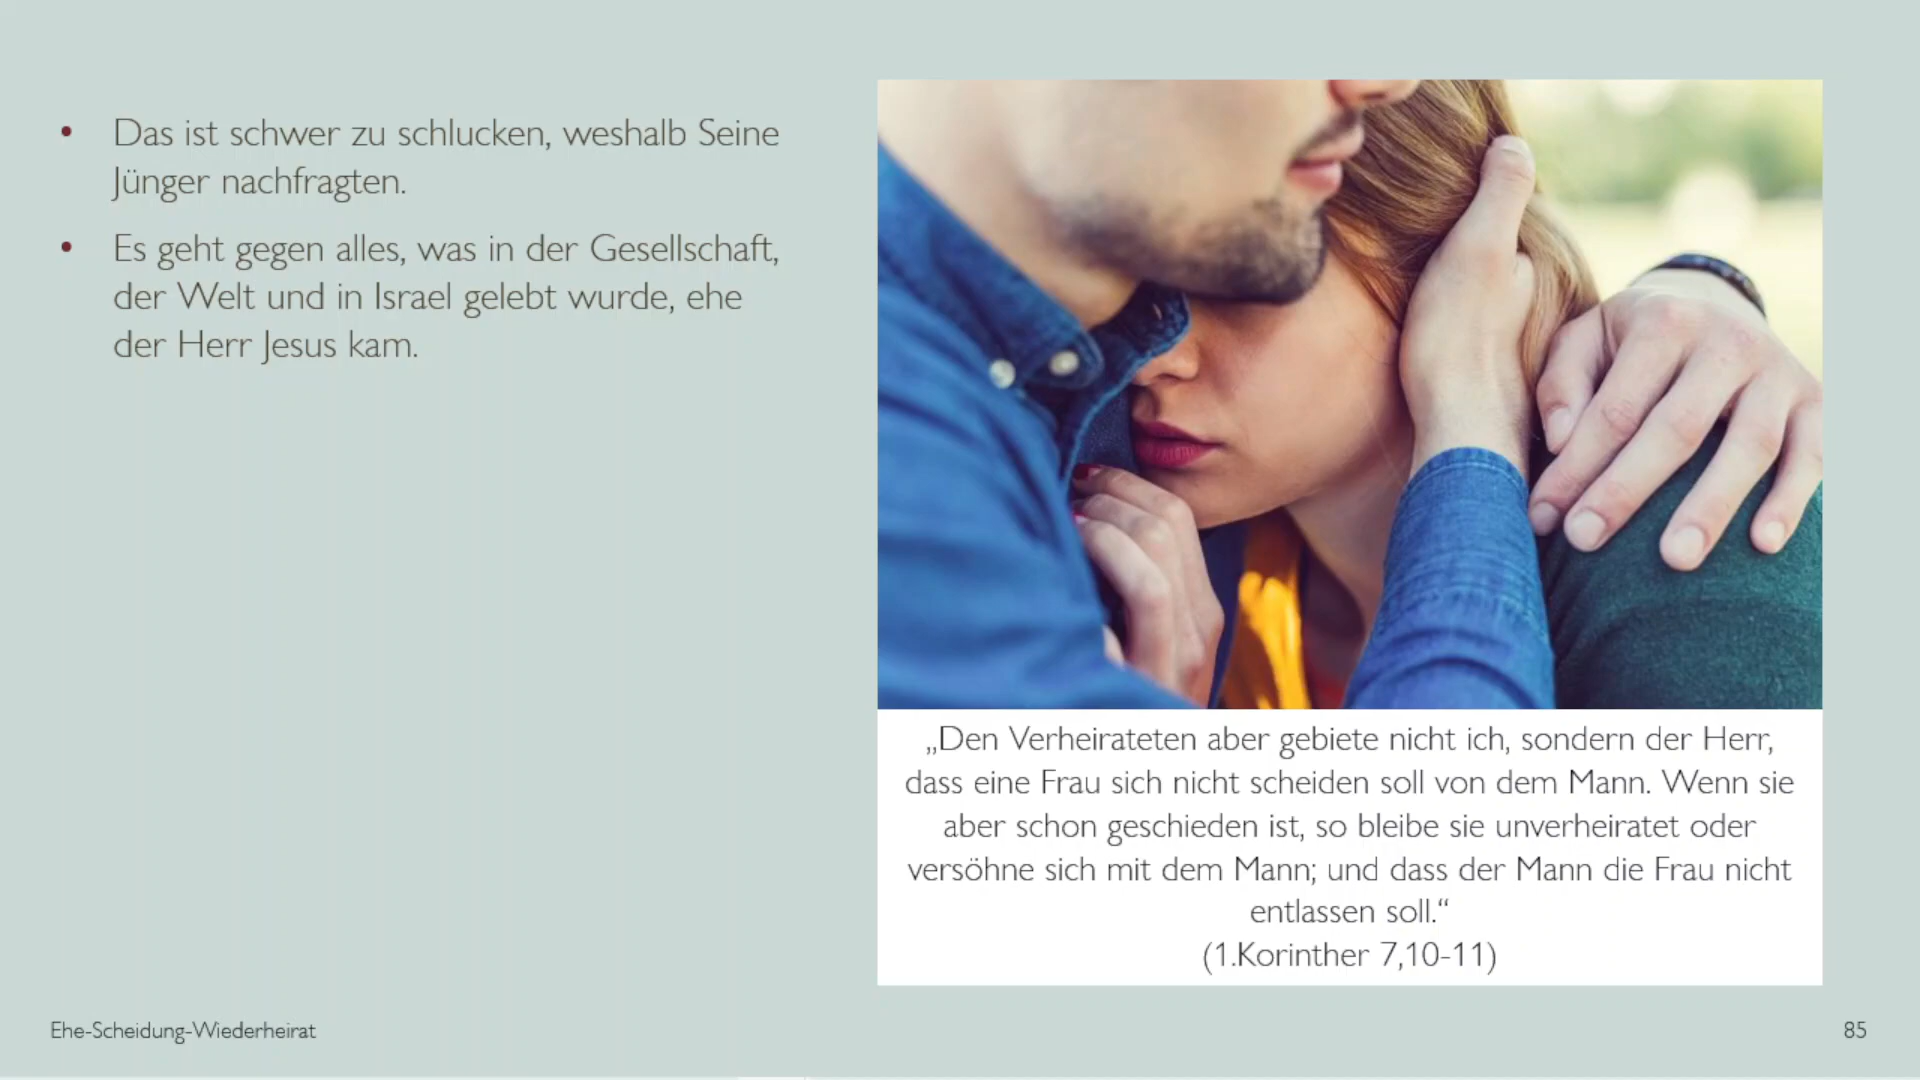 • Das ist schwer zu schlucken, weshalb Seine
Jünger nachfragten.
• Es geht gegen alles, was in der Gesellschaft,
der Welt und in Israel gelebt wurde, ehe
der Herr Jesus kam.
„Den Verheirateten aber gebiete nicht ich, sondern der Herr,
dass eine Frau sich nicht scheiden soll von dem Mann. Wenn sie
aber schon geschieden ist, so bleibe sie unverheiratet oder
versöhne sich mit dem Mann; und dass der Mann die Frau nicht
entlassen soll.“
(1.Korinther 7,10-11)
Ehe-Scheidung-Wiederheirat
85